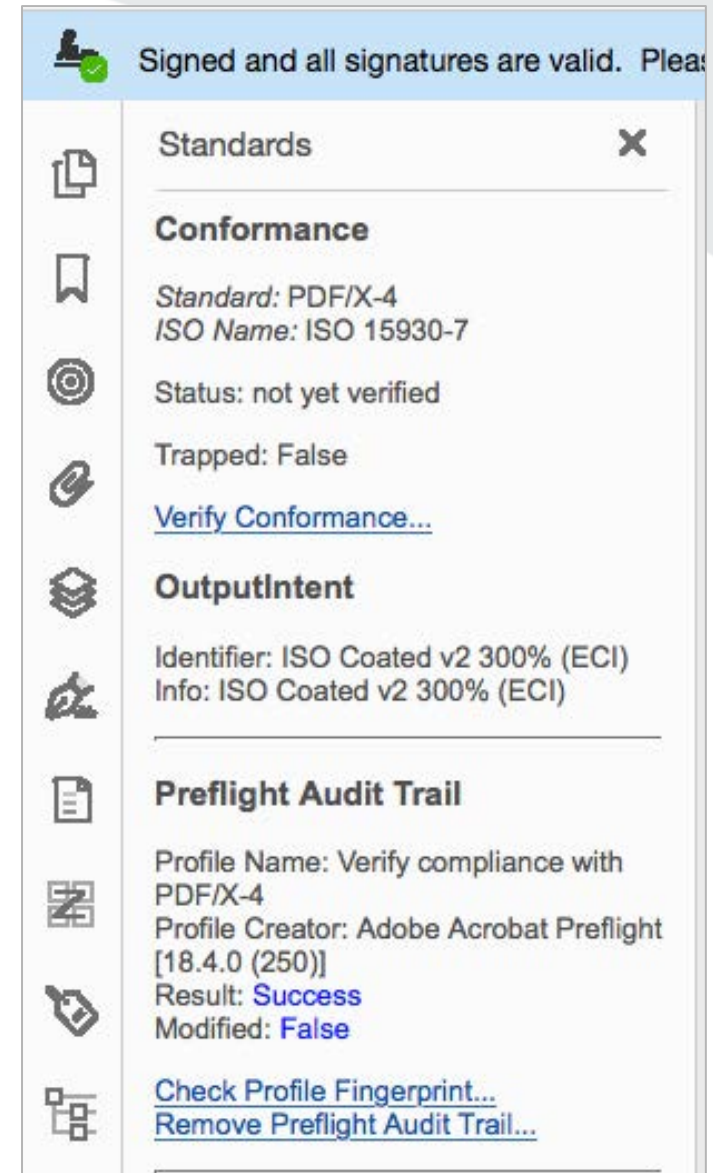 Signed and all signatures are valid. Plea
Standards
Conformance
Standard: PDF/X-4
ISO Name: ISO 15930-7
Status: not yet verified
Trapped: False
Verify Conformance...
OutputIntent
Identifier: ISO Coated v2 300% (ECI)
Info: ISO Coated v2 300% (ECI)
Preflight Audit Trail
Profile Name: Verify compliance with
PDF/X-4
Profile Creator: Adobe Acrobat Preflight
[18.4.0 (250)]
Result: Success
Modified: False
Check Profile Fingerprint...
Remove Preflight Audit Trail...